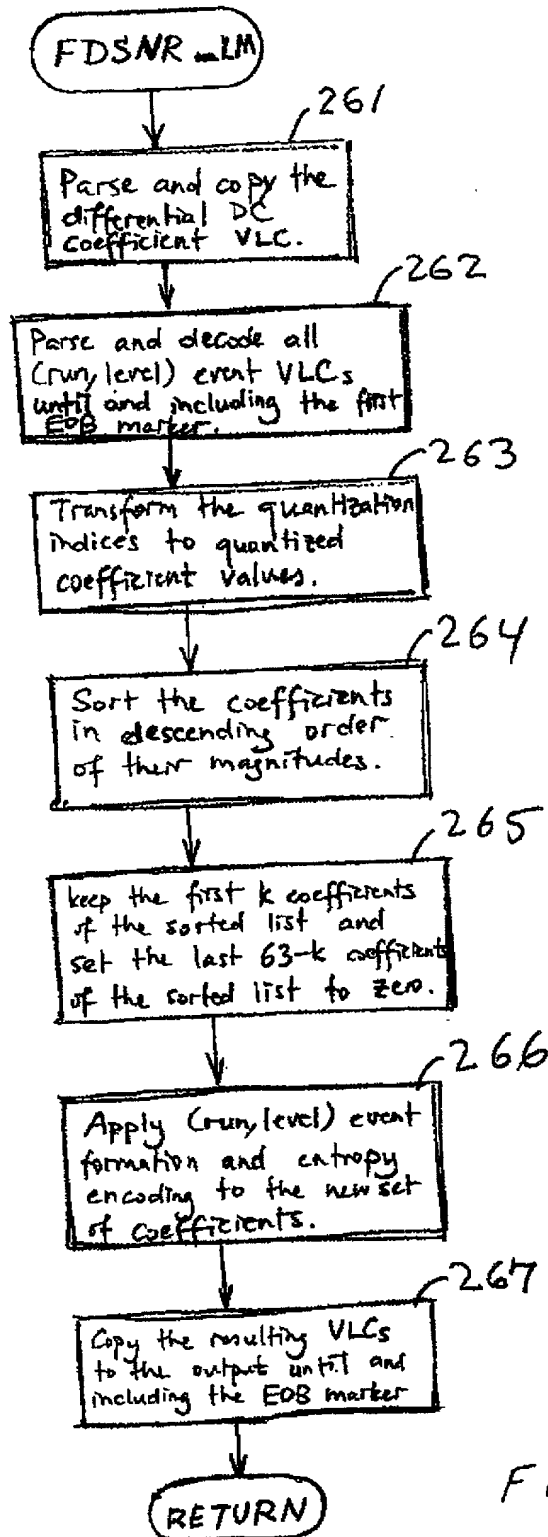 FDSNR_LM
261
Parse and copy the
differential DC
coefficient VLC.
262
Parse and decode all
(run, level) event VLCs
until and including the first
EOB marker.
263
Transform the quantization
indices to quantized
coefficient values.
264
Sort the coefficients
in descending order
of their magnitudes.
265
keep the first k coefficients
of the sorted list and
set the last 63-k coefficients
of the sorted list to zero.
266
Apply (run, level) event
formation and entropy
encoding to the new set
of coefficients.
267
Copy the resulting VLCs
to the output until and
including the EOB marker
RETURN